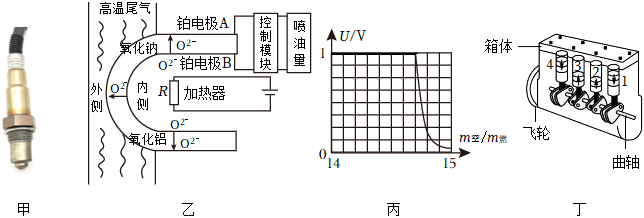 高温尾气
铂电极A
氧化钠
O²⁻
O²⁻
铂电极B
控制模块
喷油量
外侧
O²⁻
内侧
R
加热器
O²⁻
氧化铝
O²⁻
U/V
1
0
14
15
m空/m燃
箱体
4
3
2
1
飞轮
曲轴
甲
乙
丙
丁